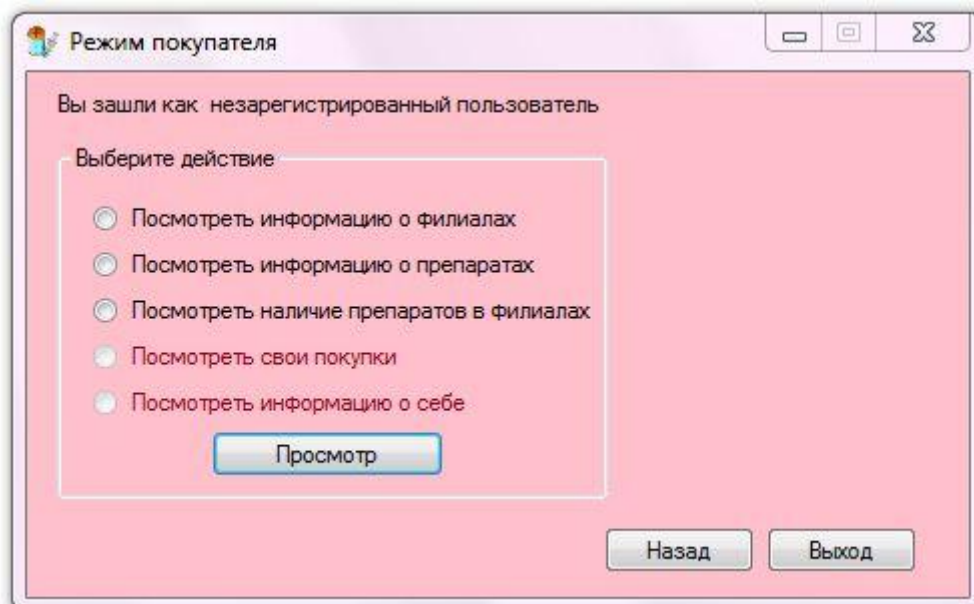 Режим покупателя
Вы зашли как незарегистрированный пользователь
Выберите действие
Посмотреть информацию о филиалах
Посмотреть информацию о препаратах
Посмотреть наличие препаратов в филиалах
Посмотреть свои покупки
Посмотреть информацию о себе
Просмотр
Назад Выход